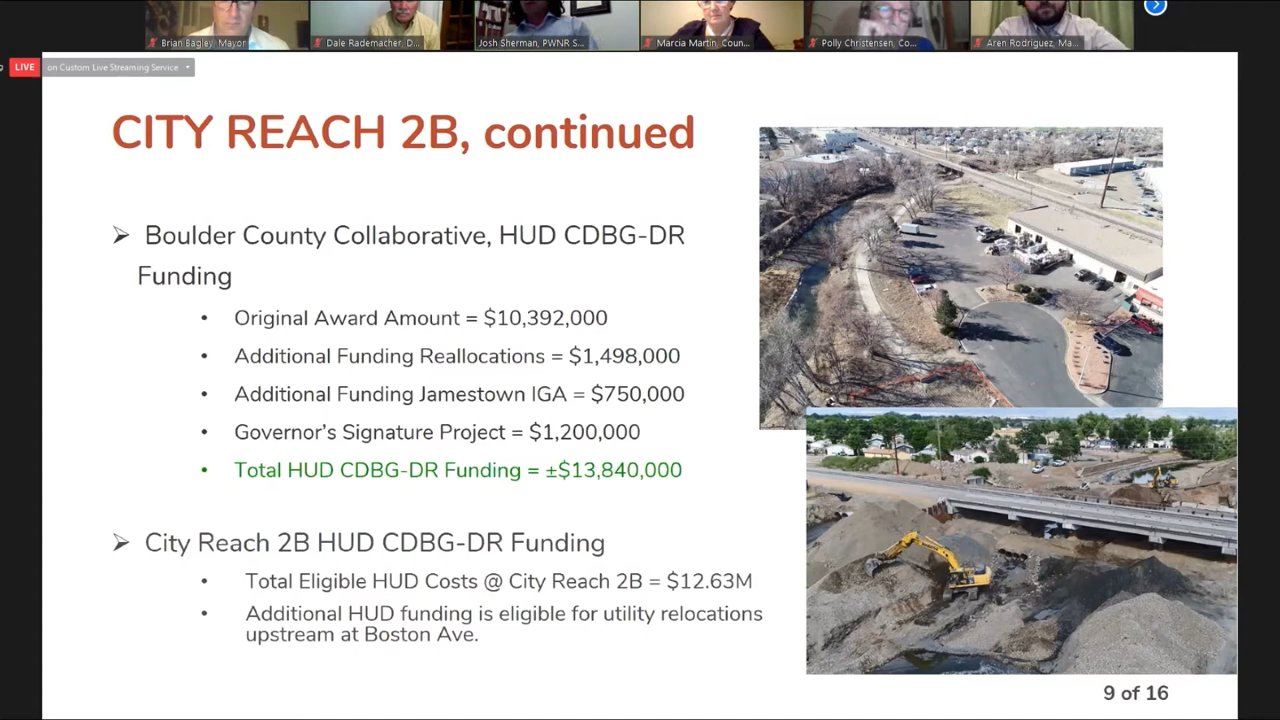 Brian Bagley, Mayor
Dale Rademacher, D...
Josh Sherman, PWNR S...
Marcia Martin, Coun...
Polly Christensen, Co...
Aren Rodriguez, Ma...
LIVE on Custom Live Streaming Service
CITY REACH 2B, continued
➢ Boulder County Collaborative, HUD CDBG-DR
Funding
• Original Award Amount = $10,392,000
• Additional Funding Reallocations = $1,498,000
• Additional Funding Jamestown IGA = $750,000
• Governor's Signature Project = $1,200,000
• Total HUD CDBG-DR Funding = ±$13,840,000
➢ City Reach 2B HUD CDBG-DR Funding
• Total Eligible HUD Costs @ City Reach 2B = $12.63M
• Additional HUD funding is eligible for utility relocations
upstream at Boston Ave.
9 of 16